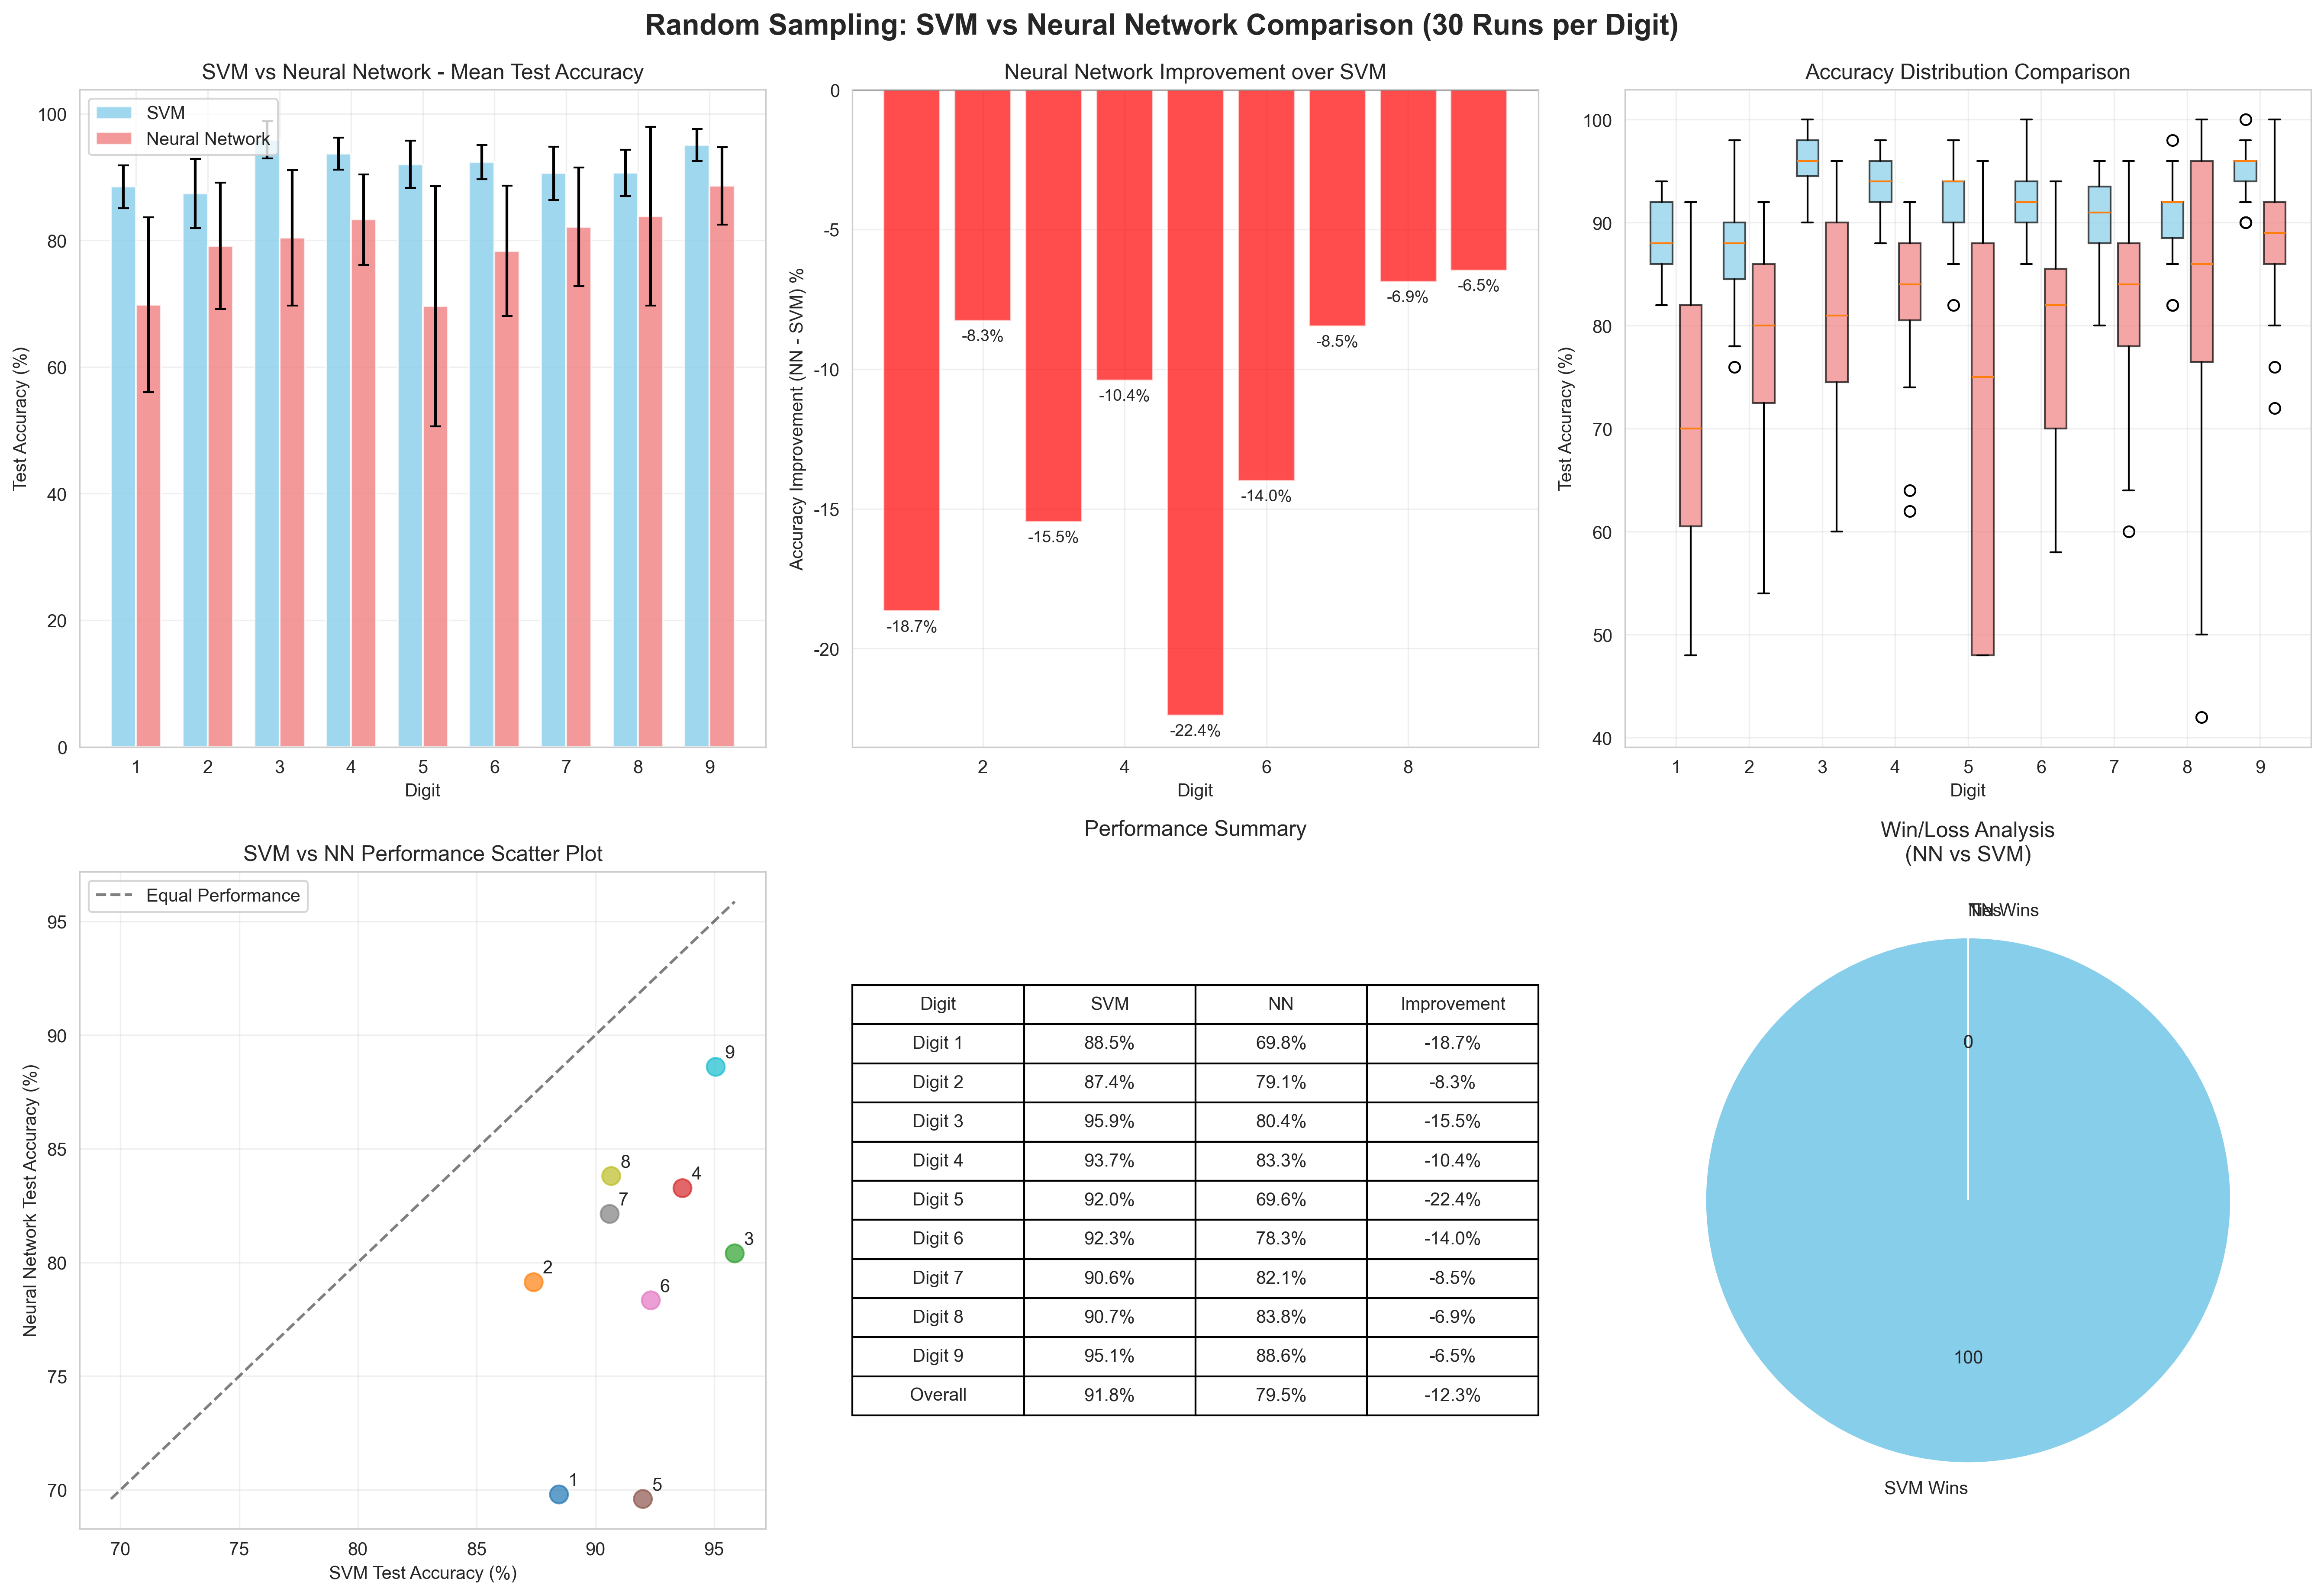 Random Sampling: SVM vs Neural Network Comparison (30 Runs per Digit)
SVM vs Neural Network - Mean Test Accuracy
SVM
Neural Network
Test Accuracy (%)
100
80
60
40
20
0
1 2 3 4 5 6 7 8 9
Digit
Neural Network Improvement over SVM
Accuracy Improvement (NN - SVM) %
0
-5
-10
-15
-20
-18.7%
-8.3%
-15.5%
-10.4%
-22.4%
-14.0%
-8.5%
-6.9%
-6.5%
2 4 6 8
Digit
Accuracy Distribution Comparison
Test Accuracy (%)
100
90
80
70
60
50
40
1 2 3 4 5 6 7 8 9
Digit
SVM vs NN Performance Scatter Plot
Equal Performance
Neural Network Test Accuracy (%)
95
90
85
80
75
70
9
8
4
7
3
2
6
1
5
70 75 80 85 90 95
SVM Test Accuracy (%)
Performance Summary
Digit SVM NN Improvement
Digit 1 88.5% 69.8% -18.7%
Digit 2 87.4% 79.1% -8.3%
Digit 3 95.9% 80.4% -15.5%
Digit 4 93.7% 83.3% -10.4%
Digit 5 92.0% 69.6% -22.4%
Digit 6 92.3% 78.3% -14.0%
Digit 7 90.6% 82.1% -8.5%
Digit 8 90.7% 83.8% -6.9%
Digit 9 95.1% 88.6% -6.5%
Overall 91.8% 79.5% -12.3%
Win/Loss Analysis
(NN vs SVM)
Ties
NN Wins
0
100
SVM Wins